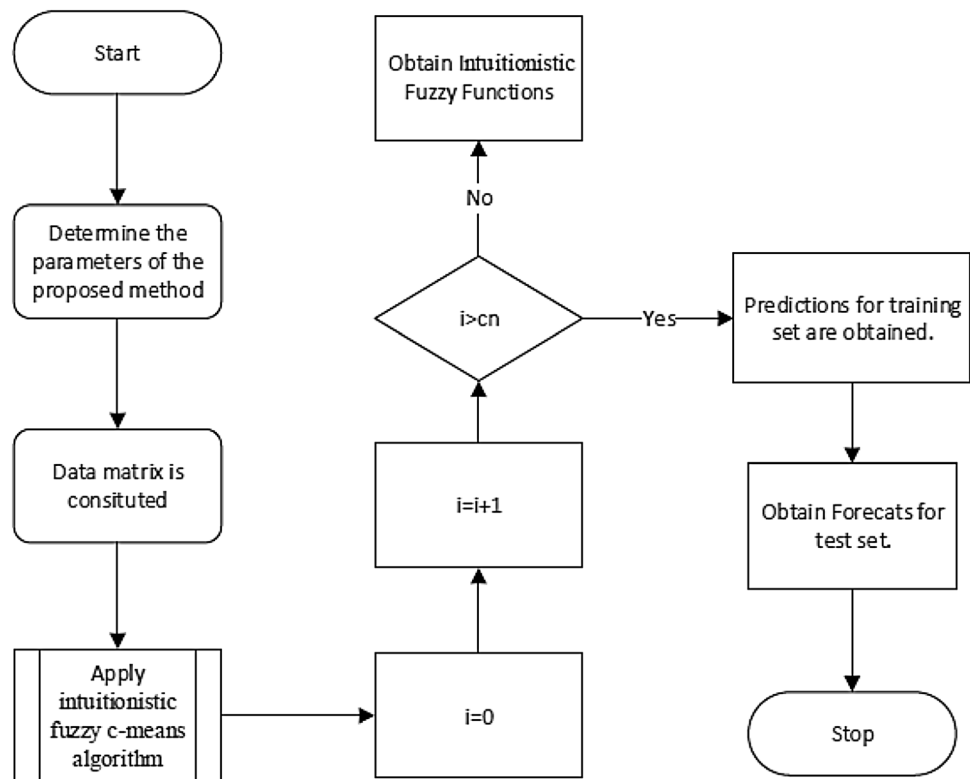 Start
Determine the
parameters of the
proposed method
Data matrix is
consituted
Apply
intuitionistic
fuzzy c-means
algorithm
i=0
i=i+1
i>cn
No
Obtain Intuitionistic
Fuzzy Functions
Yes
Predictions for training
set are obtained.
Obtain Forecats for
test set.
Stop